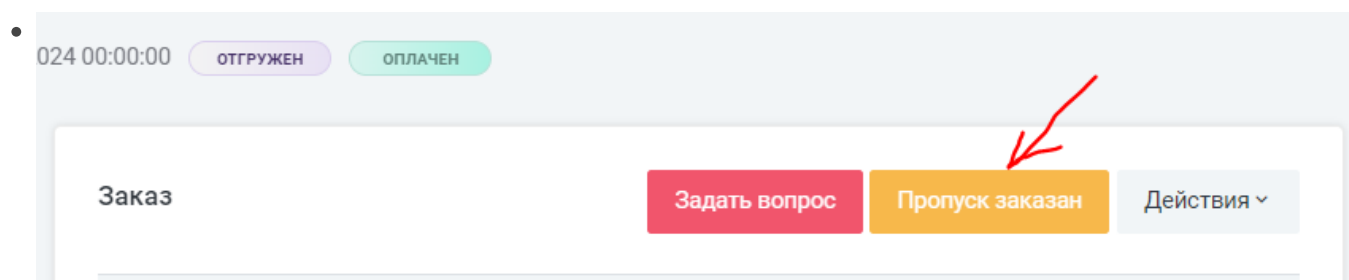 024 00:00:00 ОТГРУЖЕН ОПЛАЧЕН
Заказ Задать вопрос Пропуск заказан Действия